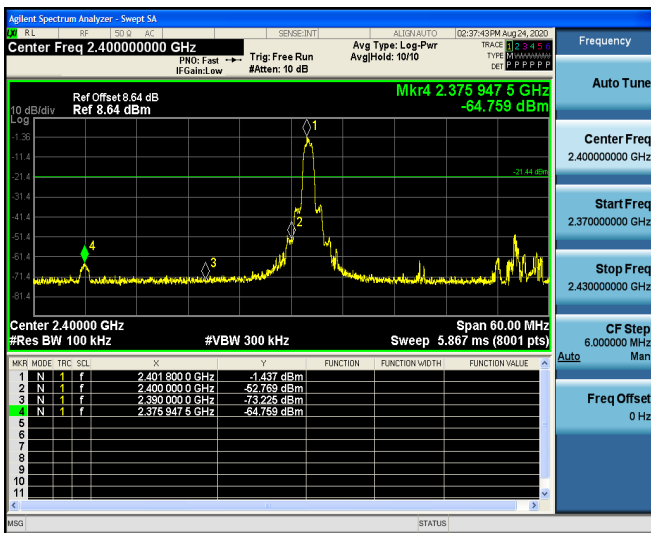 Agilent Spectrum Analyzer - Swept SA
LXI RL RF 50 Ω AC SENSE:INT ALIGN AUTO 02:37:43 PM Aug 24, 2020
Center Freq 2.400000000 GHz Avg Type: Log-Pwr TRACE 1 2 3 4 5 6
PNO: Fast Trig: Free Run Avg|Hold: 10/10 TYPE MWWWWW
IFGain:Low #Atten: 10 dB DET P P P P P P
Ref Offset 8.64 dB Mkr4 2.375 947 5 GHz
10 dB/div Ref 8.64 dBm -64.759 dBm
Log
1
-1.36
-11.4
-21.4 -21.44 dBm
-31.4
-41.4
2
-51.4
4
-61.4
3
-71.4
-81.4
Center 2.40000 GHz Span 60.00 MHz
#Res BW 100 kHz #VBW 300 kHz Sweep 5.867 ms (8001 pts)
MKR MODE TRC SCL X Y FUNCTION FUNCTION WIDTH FUNCTION VALUE
1 N 1 f 2.401 800 0 GHz -1.437 dBm
2 N 1 f 2.400 000 0 GHz -52.769 dBm
3 N 1 f 2.390 000 0 GHz -73.225 dBm
4 N 1 f 2.375 947 5 GHz -64.759 dBm
5
6
7
8
9
10
11
MSG STATUS
Frequency
Auto Tune
Center Freq
2.400000000 GHz
Start Freq
2.370000000 GHz
Stop Freq
2.430000000 GHz
CF Step
6.000000 MHz
Auto Man
Freq Offset
0 Hz